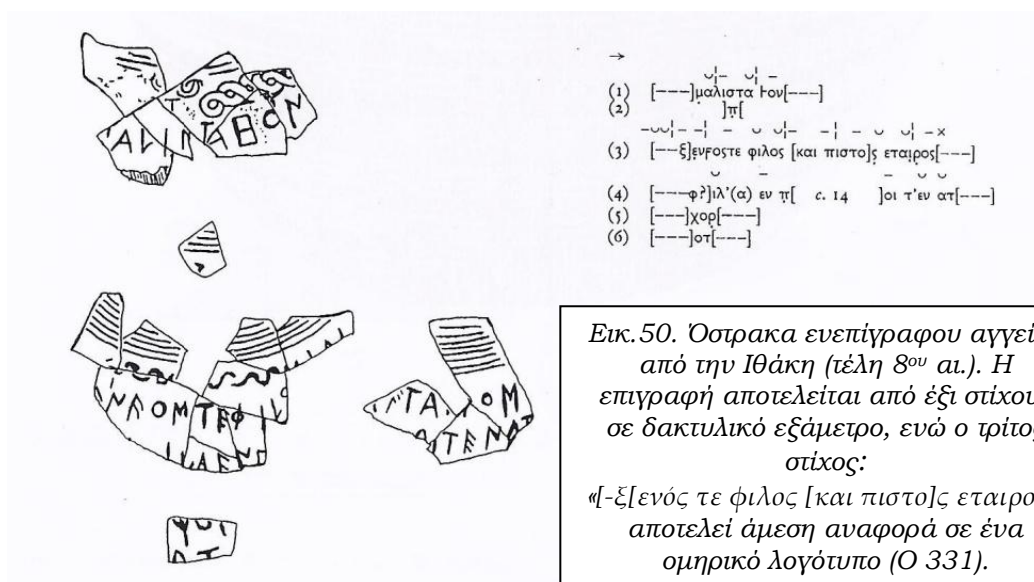 →
(1) [---]μαλιστα ͱον[---]
(2) ]π[
(3) [---ξ]ενϝοςτε φιλος [και πιστο]ς εταιρος[---]
(4) [---φ?]ιλ'(α) εν π[ c. 14 ]οι τ'εν ατ[---]
(5) [---]χορ[---]
(6) [---]οτ[---]
Εικ.50. Όστρακα ενεπίγραφου αγγεί
από την Ιθάκη (τέλη 8ου αι.). Η
επιγραφή αποτελείται από έξι στίχου
σε δακτυλικό εξάμετρο, ενώ ο τρίτο
στίχος:
«[-ξ[ενός τε φιλος [και πιστο]ς εταιρο
αποτελεί άμεση αναφορά σε ένα
ομηρικό λογότυπο (Ο 331).